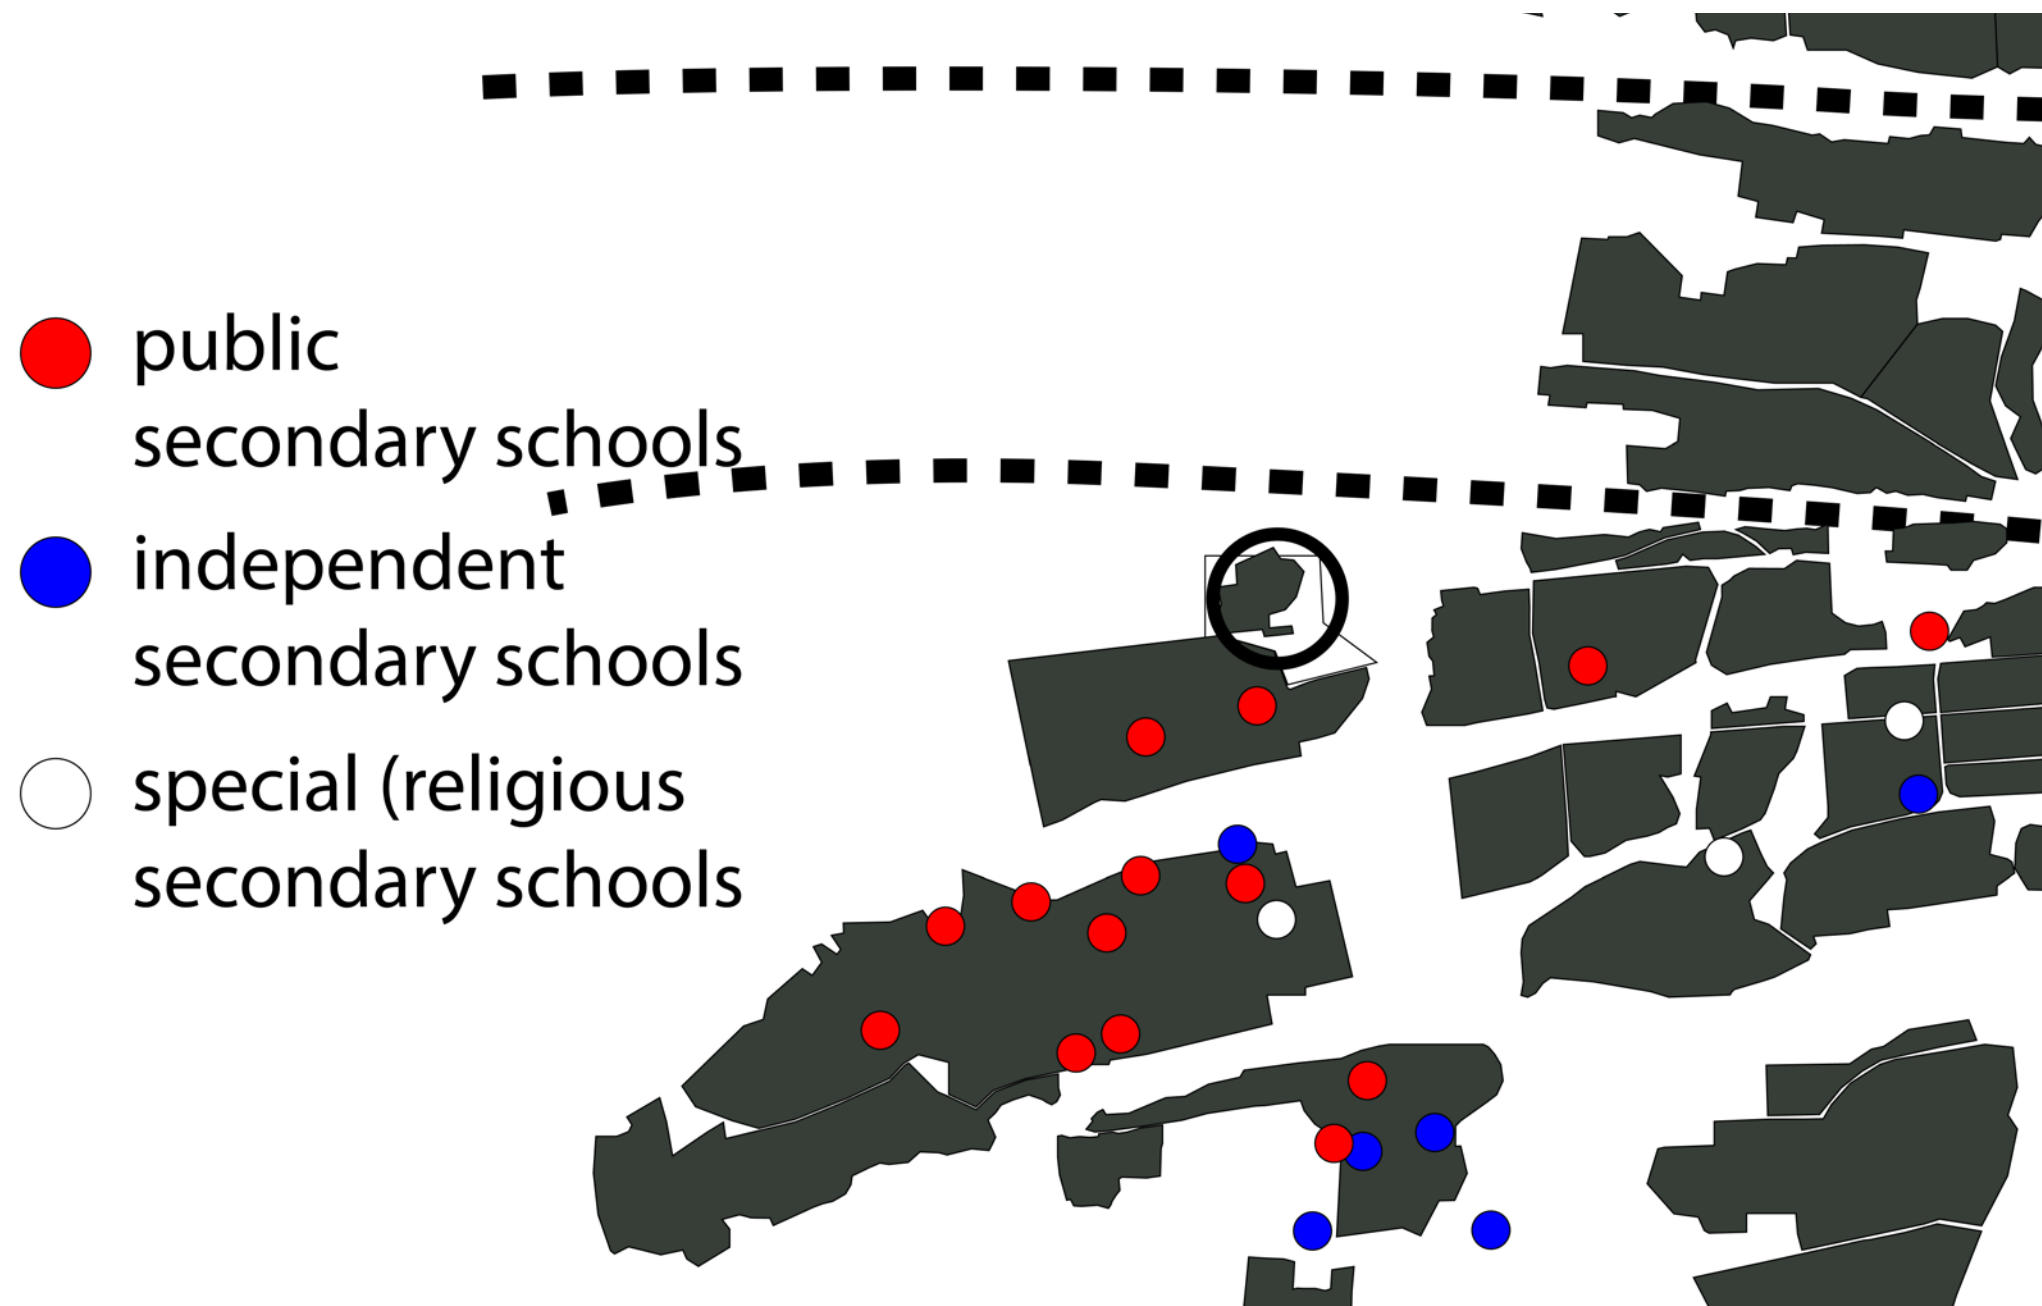 public
secondary schools
independent
secondary schools
special (religious
secondary schools